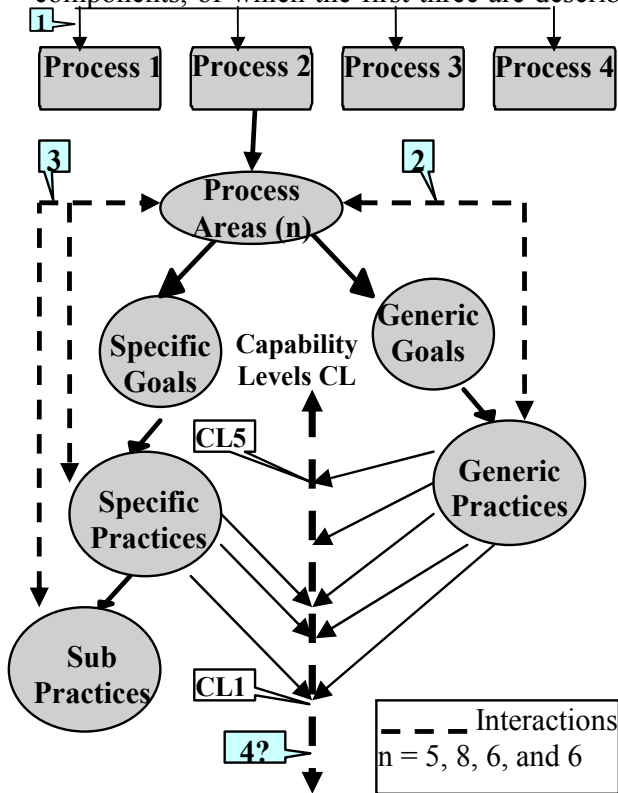 components, of which the first three are describ
1
Process 1 Process 2 Process 3 Process 4
3
2
Process
Areas (n)
Specific
Goals
Capability
Levels CL
Generic
Goals
CL5
Specific
Practices
Generic
Practices
Sub
Practices
CL1
4?
Interactions
n = 5, 8, 6, and 6